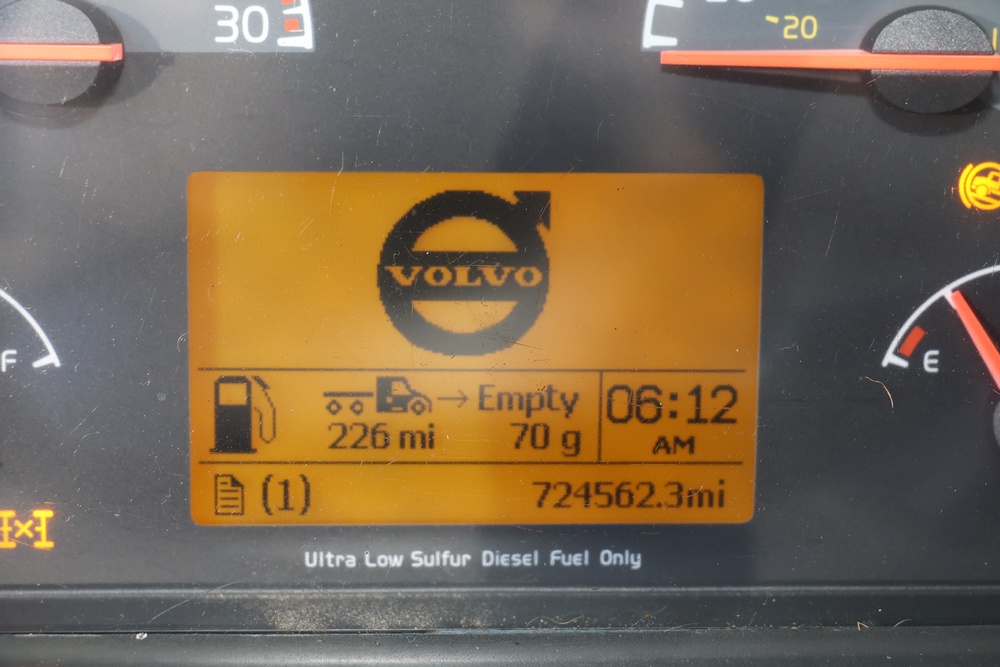 30
20
VOLVO
Empty
226 mi 70 g
06:12
AM
(1) 724562.3mi
F
E
Ultra Low Sulfur Diesel Fuel Only